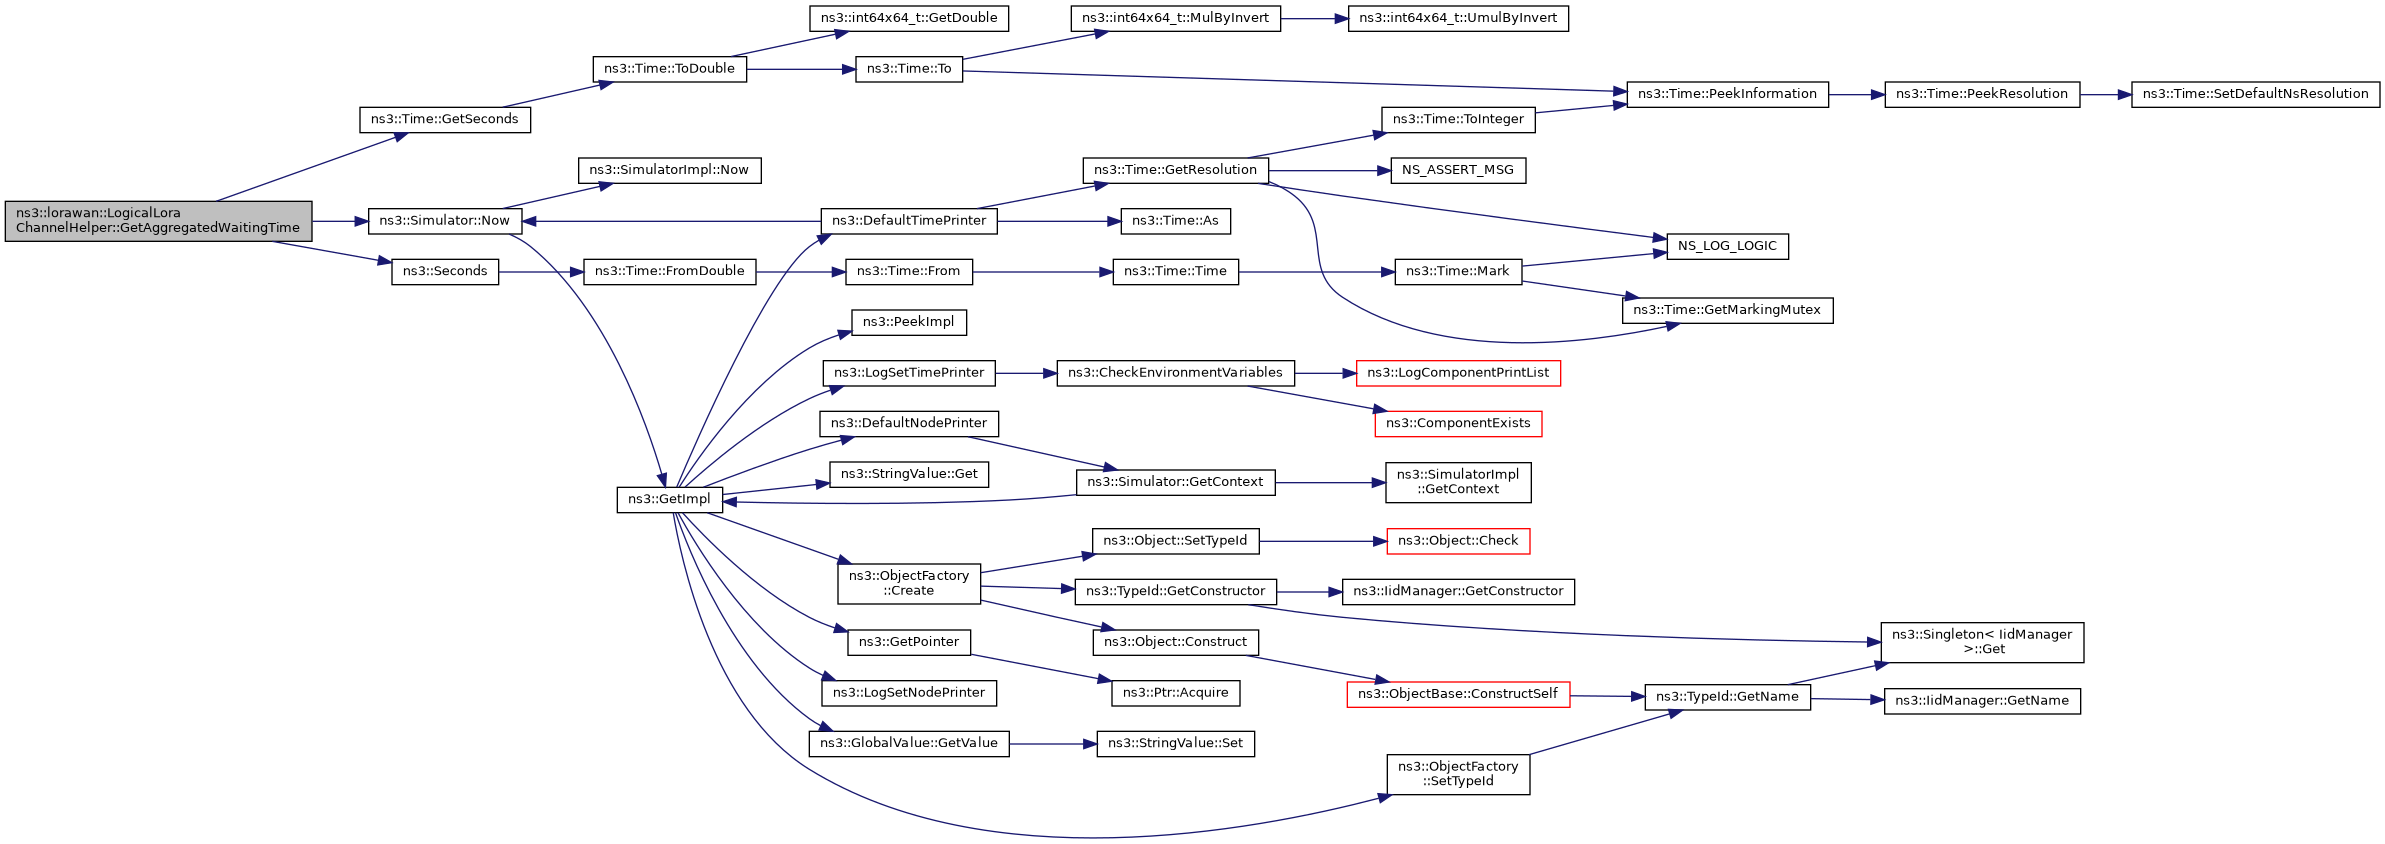 ns3::lorawan::LogicalLora
ChannelHelper::GetAggregatedWaitingTime
ns3::Time::GetSeconds
ns3::Time::ToDouble
ns3::int64x64_t::GetDouble
ns3::Time::To
ns3::int64x64_t::MulByInvert
ns3::int64x64_t::UmulByInvert
ns3::Time::PeekInformation
ns3::Time::PeekResolution
ns3::Time::SetDefaultNsResolution
ns3::Simulator::Now
ns3::SimulatorImpl::Now
ns3::GetImpl
ns3::DefaultTimePrinter
ns3::Time::GetResolution
ns3::Time::ToInteger
NS_ASSERT_MSG
NS_LOG_LOGIC
ns3::Time::GetMarkingMutex
ns3::Time::As
ns3::Seconds
ns3::Time::FromDouble
ns3::Time::From
ns3::Time::Time
ns3::Time::Mark
ns3::PeekImpl
ns3::LogSetTimePrinter
ns3::CheckEnvironmentVariables
ns3::LogComponentPrintList
ns3::ComponentExists
ns3::DefaultNodePrinter
ns3::Simulator::GetContext
ns3::SimulatorImpl
::GetContext
ns3::StringValue::Get
ns3::ObjectFactory
::Create
ns3::Object::SetTypeId
ns3::Object::Check
ns3::TypeId::GetConstructor
ns3::IidManager::GetConstructor
ns3::Singleton< IidManager
>::Get
ns3::Object::Construct
ns3::ObjectBase::ConstructSelf
ns3::TypeId::GetName
ns3::IidManager::GetName
ns3::GetPointer
ns3::Ptr::Acquire
ns3::LogSetNodePrinter
ns3::GlobalValue::GetValue
ns3::StringValue::Set
ns3::ObjectFactory
::SetTypeId